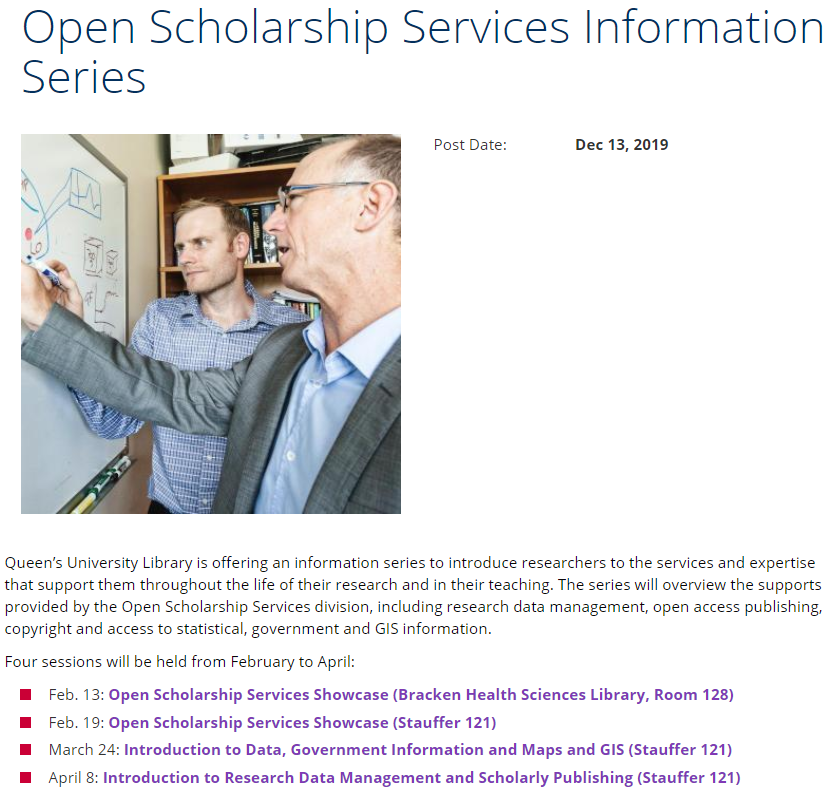 Open Scholarship Services Information
Series
Post Date: Dec 13, 2019
Queen’s University Library is offering an information series to introduce researchers to the services and expertise
that support them throughout the life of their research and in their teaching. The series will overview the supports
provided by the Open Scholarship Services division, including research data management, open access publishing,
copyright and access to statistical, government and GIS information.
Four sessions will be held from February to April:
Feb. 13: Open Scholarship Services Showcase (Bracken Health Sciences Library, Room 128)
Feb. 19: Open Scholarship Services Showcase (Stauffer 121)
March 24: Introduction to Data, Government Information and Maps and GIS (Stauffer 121)
April 8: Introduction to Research Data Management and Scholarly Publishing (Stauffer 121)